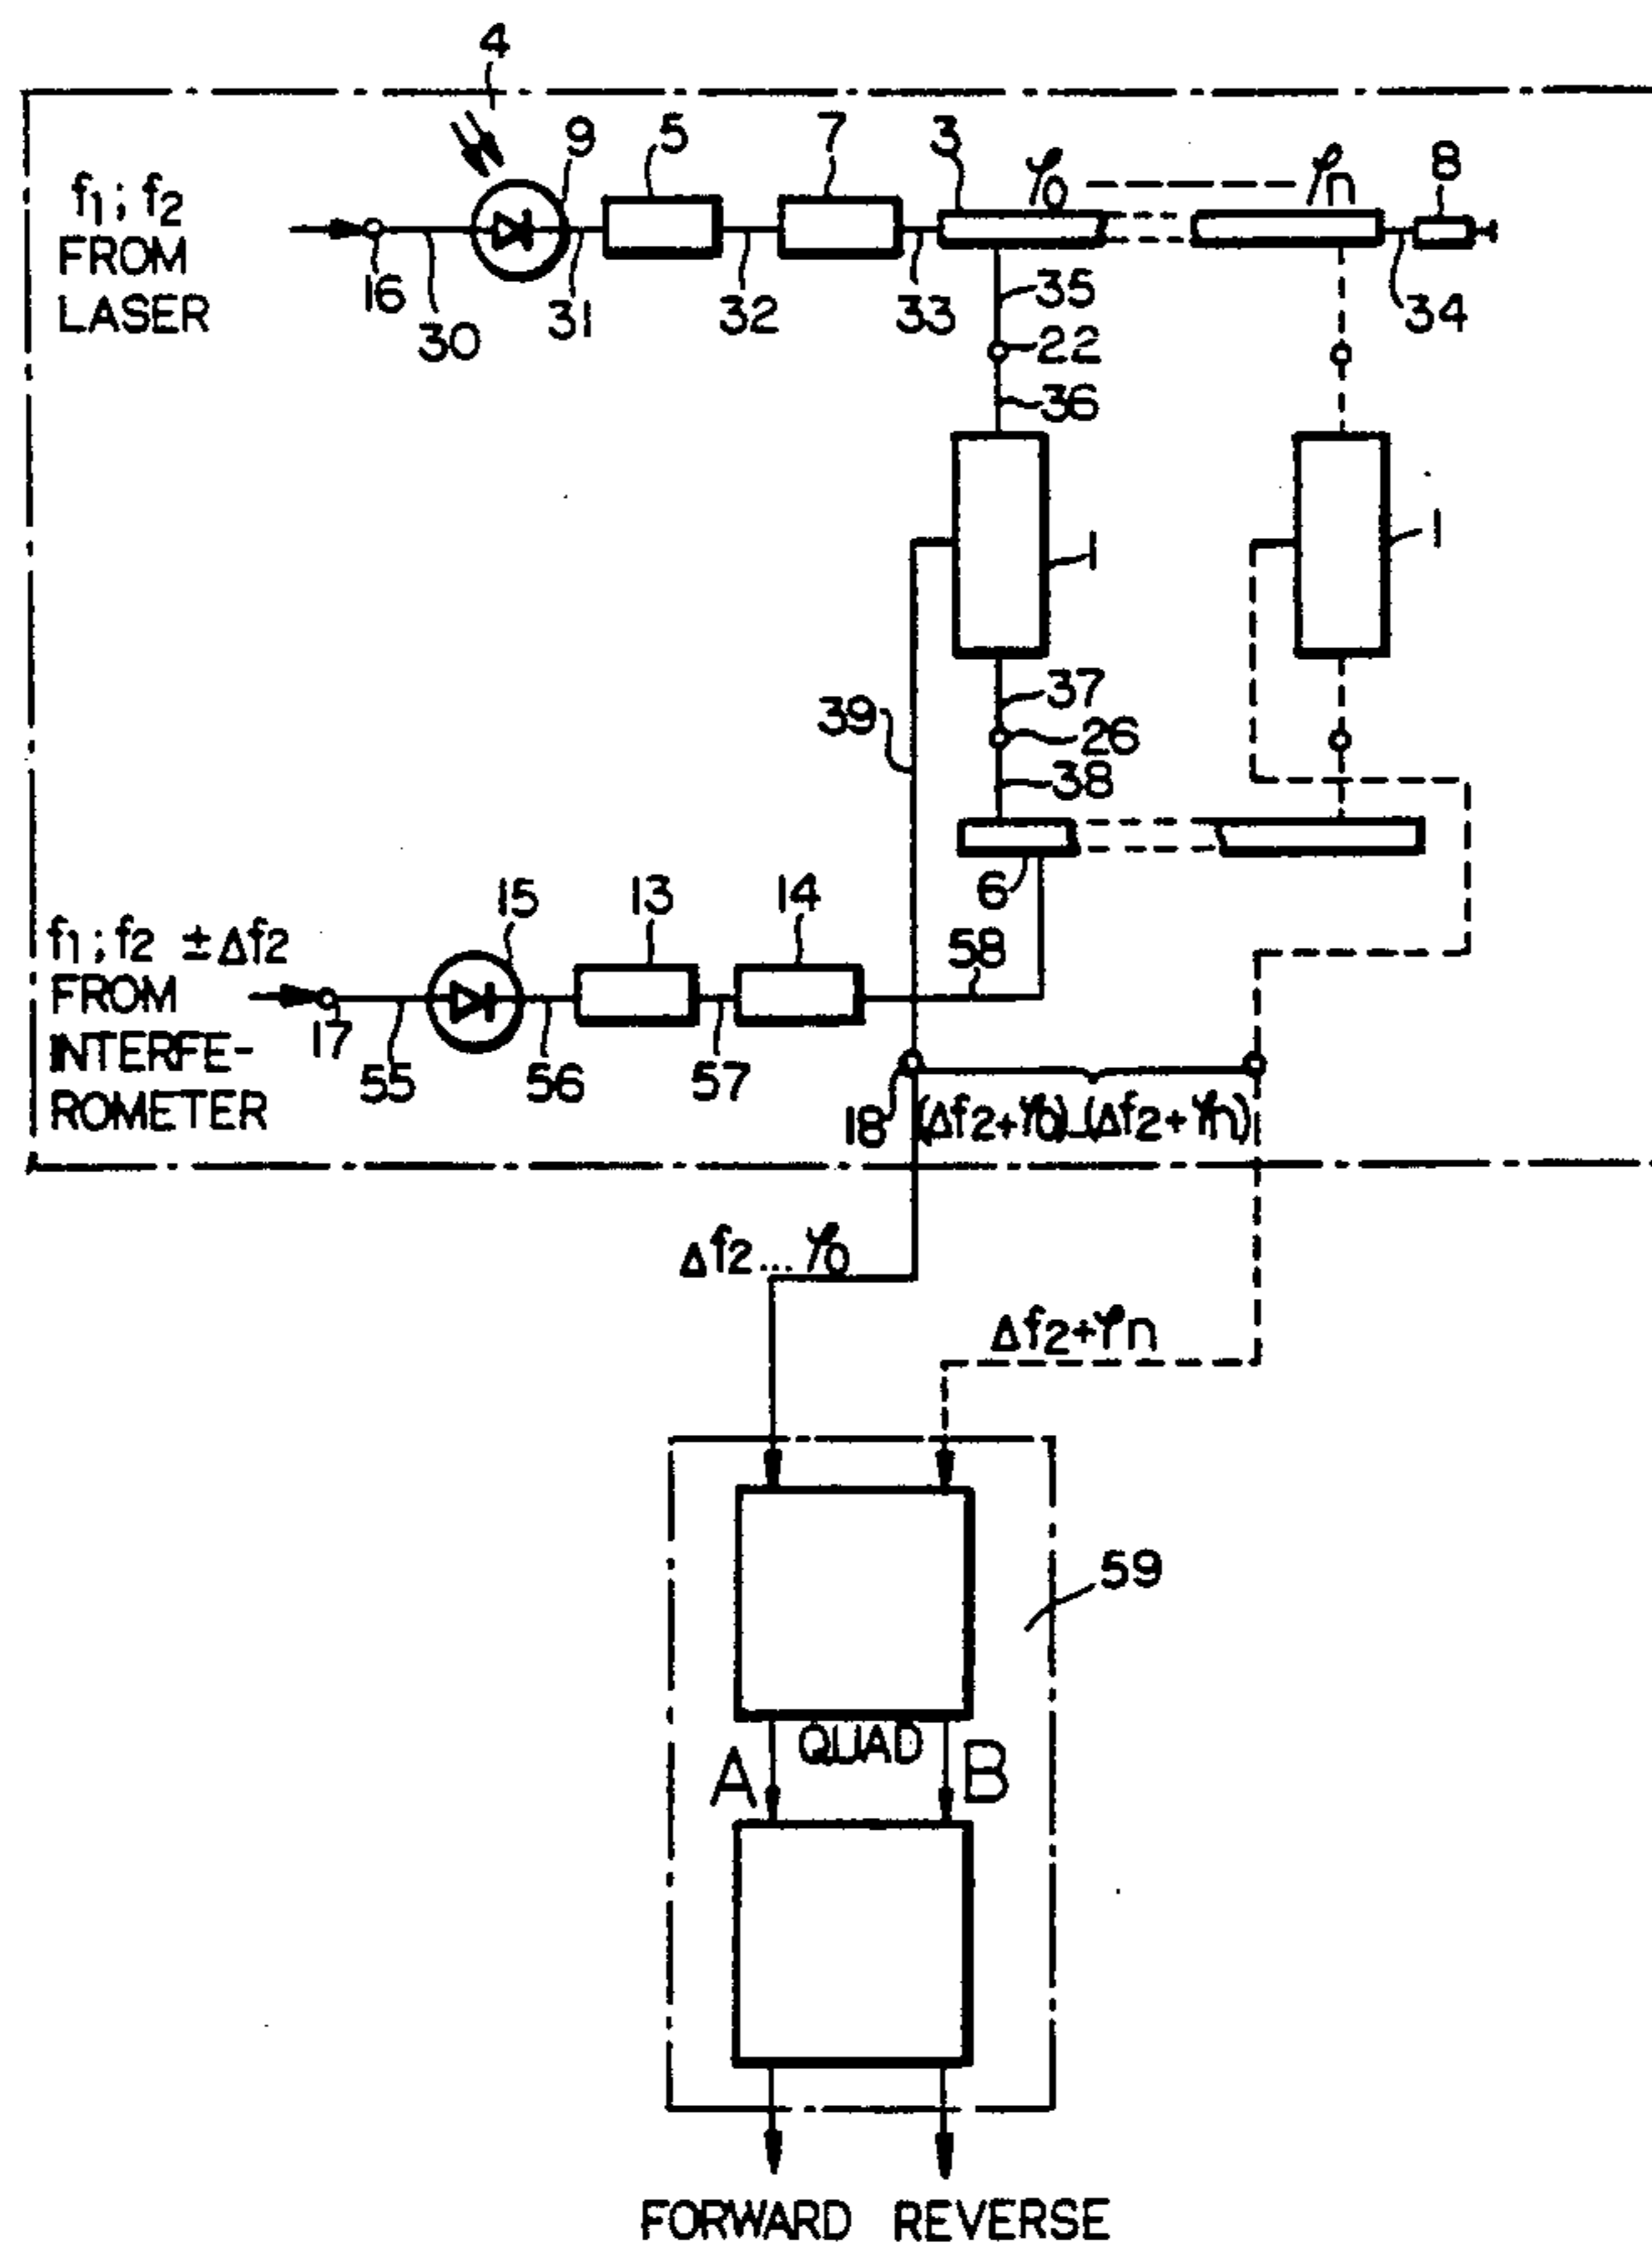 4
9
5
7
3
φ0
φn
8
f1; f2
FROM
LASER
16
30
31
32
33
35
34
22
36
1
1
37
39
26
38
6
15
13
14
58
f1; f2 ±Δf2
FROM
INTERFE-
ROMETER
17
55
56
57
18
(Δf2+φ0)...(Δf2+φn)
Δf2...φ0
Δf2+φn
59
QUAD
A
B
FORWARD REVERSE